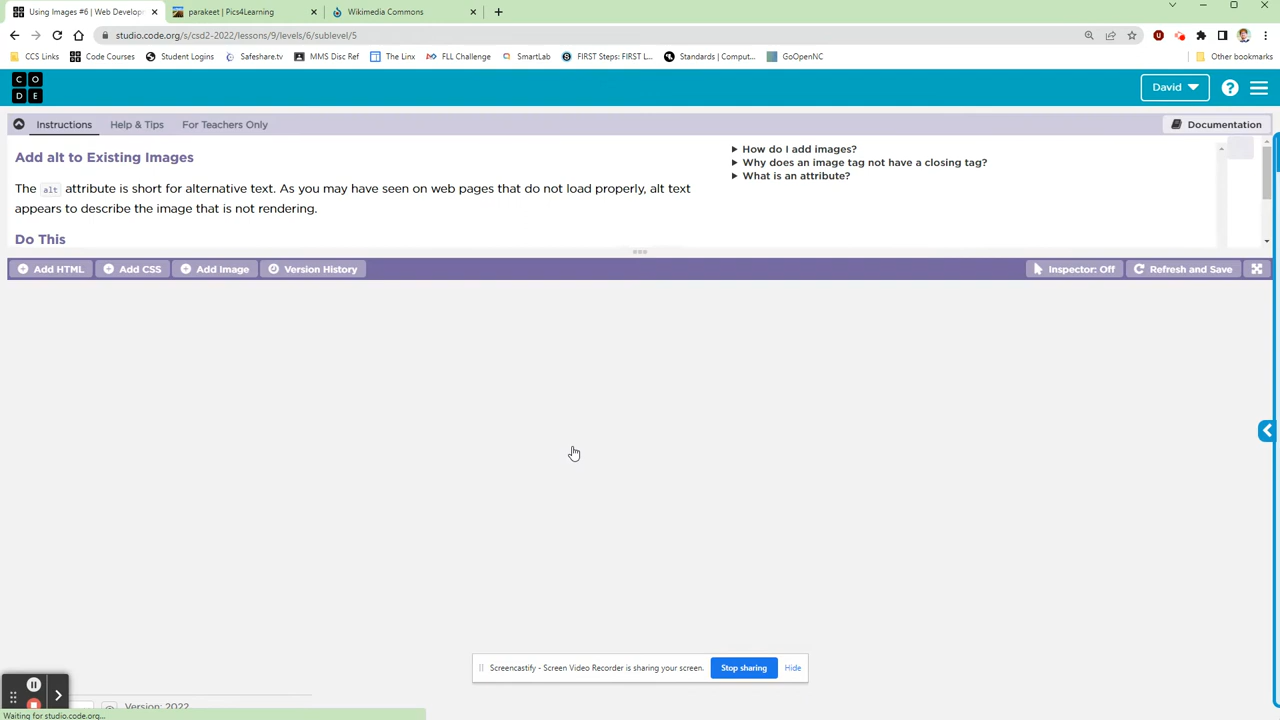 Using Images #6 | Web Develop
parakeet | Pics4Learning
Wikimedia Commons
studio.code.org/s/csd2-2022/lessons/9/levels/6/sublevel/5
CCS Links
Code Courses
Student Logins
Safeshare.tv
MMS Disc Ref
The Linx
FLL Challenge
SmartLab
FIRST Steps: FIRST L...
Standards | Comput...
GoOpenNC
Other bookmarks
C O
D E
David
Instructions
Help & Tips
For Teachers Only
Documentation
Add alt to Existing Images
The alt attribute is short for alternative text. As you may have seen on web pages that do not load properly, alt text
appears to describe the image that is not rendering.
Do This
How do I add images?
Why does an image tag not have a closing tag?
What is an attribute?
Add HTML
Add CSS
Add Image
Version History
Inspector: Off
Refresh and Save
Screencastify - Screen Video Recorder is sharing your screen.
Stop sharing
Hide
Version: 2022
Waiting for studio.code.org...